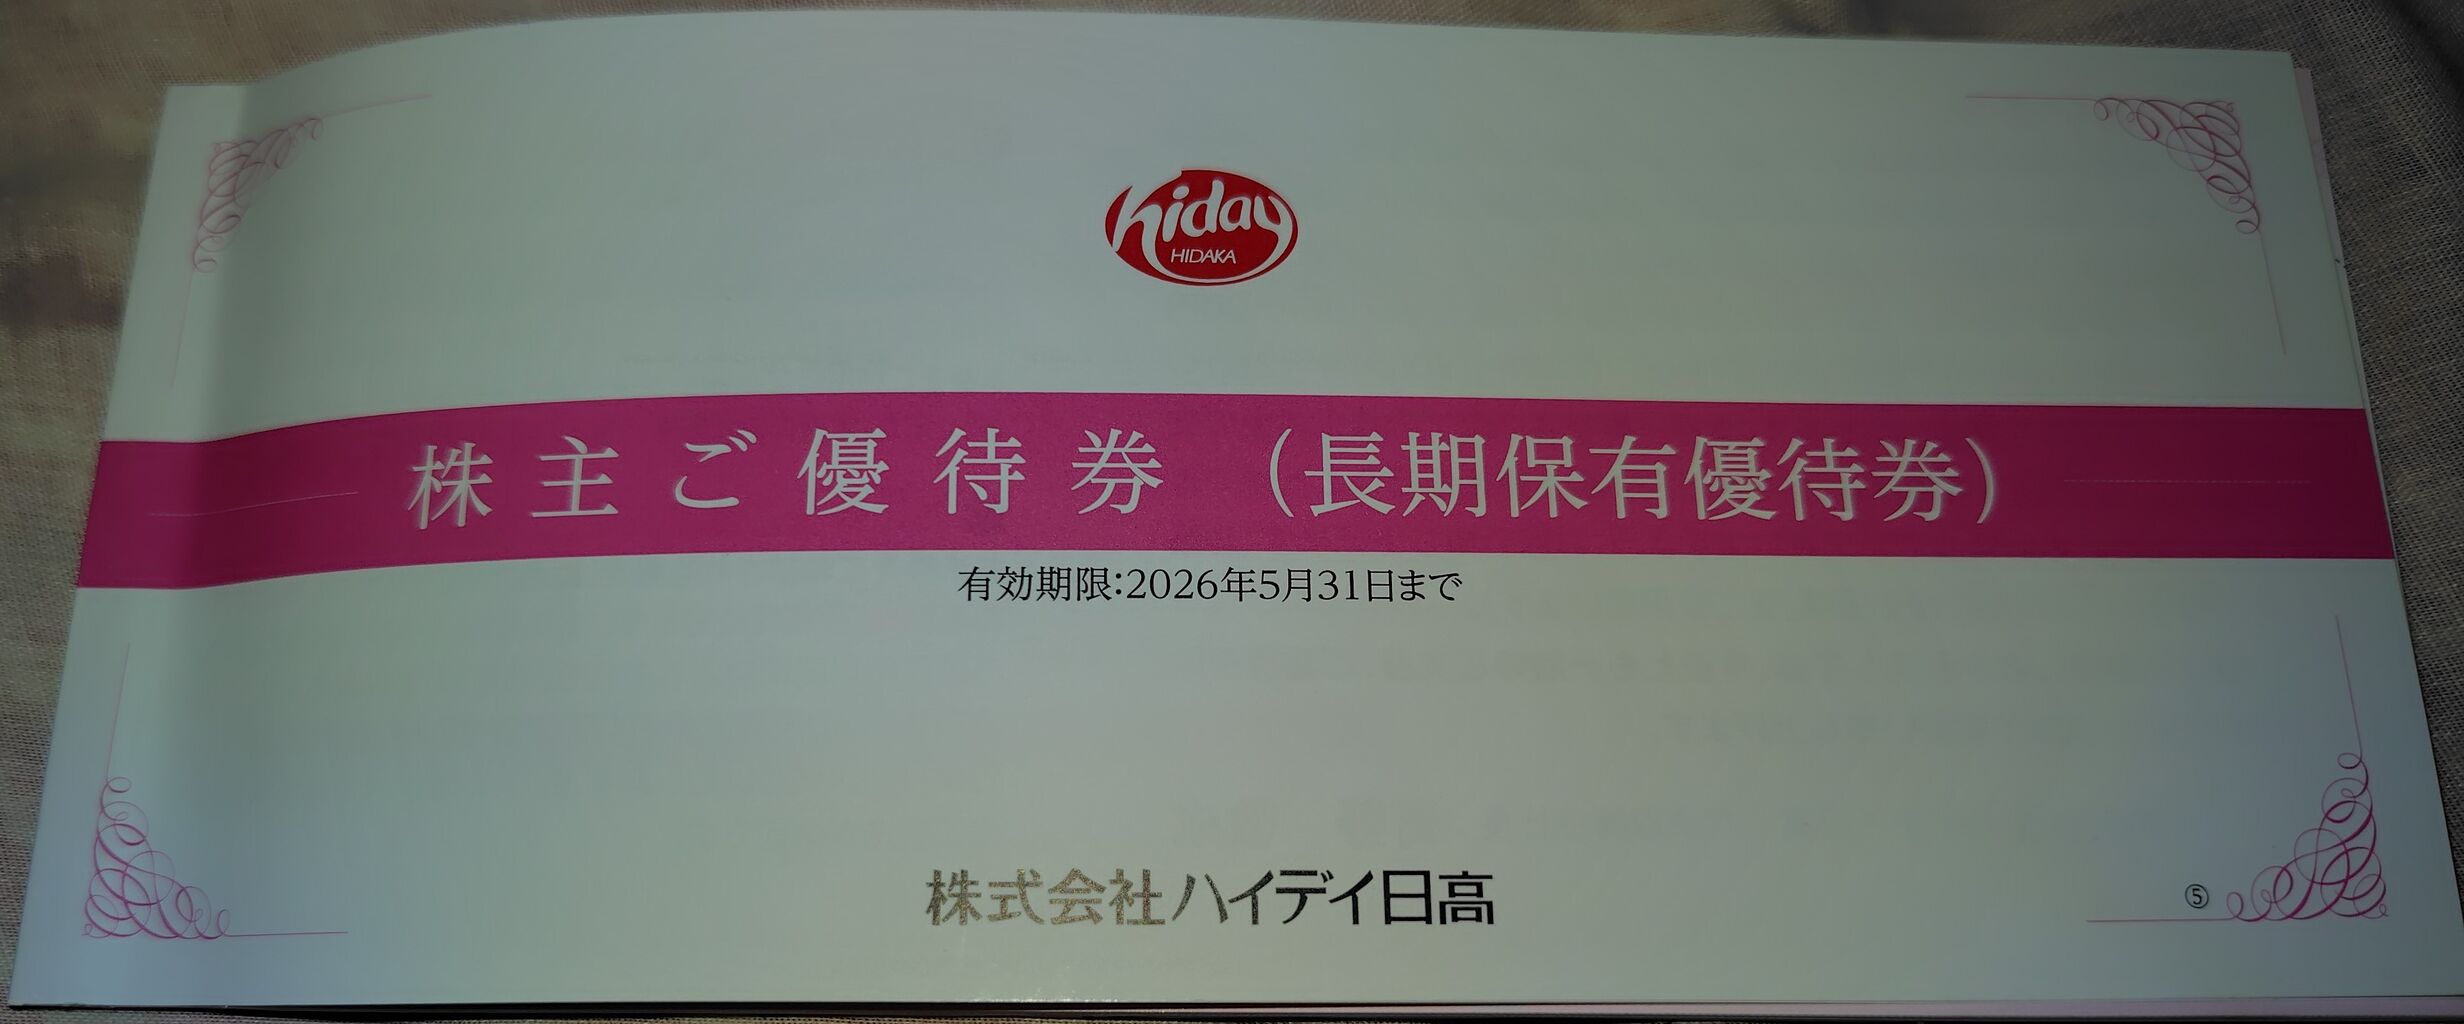 hiday
HIDAKA
株主ご優待券（長期保有優待券）
有効期限:2026年5月31日まで
株式会社ハイデイ日高
⑤